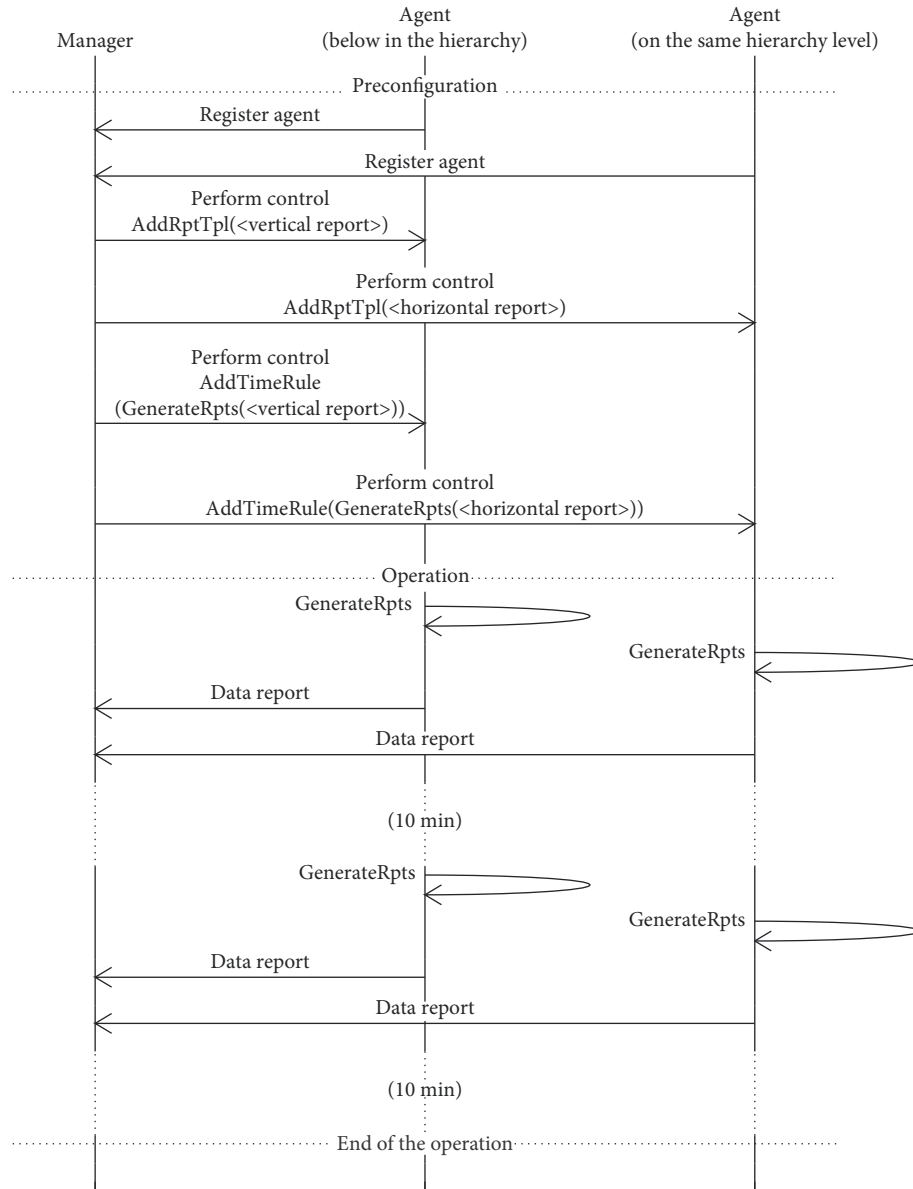 Manager
Agent
(below in the hierarchy)
Agent
(on the same hierarchy level)
Preconfiguration
Register agent
Register agent
Perform control
AddRptTpl(<vertical report>)
Perform control
AddRptTpl(<horizontal report>)
Perform control
AddTimeRule
(GenerateRpts(<vertical report>))
Perform control
AddTimeRule(GenerateRpts(<horizontal report>))
Operation
GenerateRpts
GenerateRpts
Data report
Data report
(10 min)
GenerateRpts
GenerateRpts
Data report
Data report
(10 min)
End of the operation